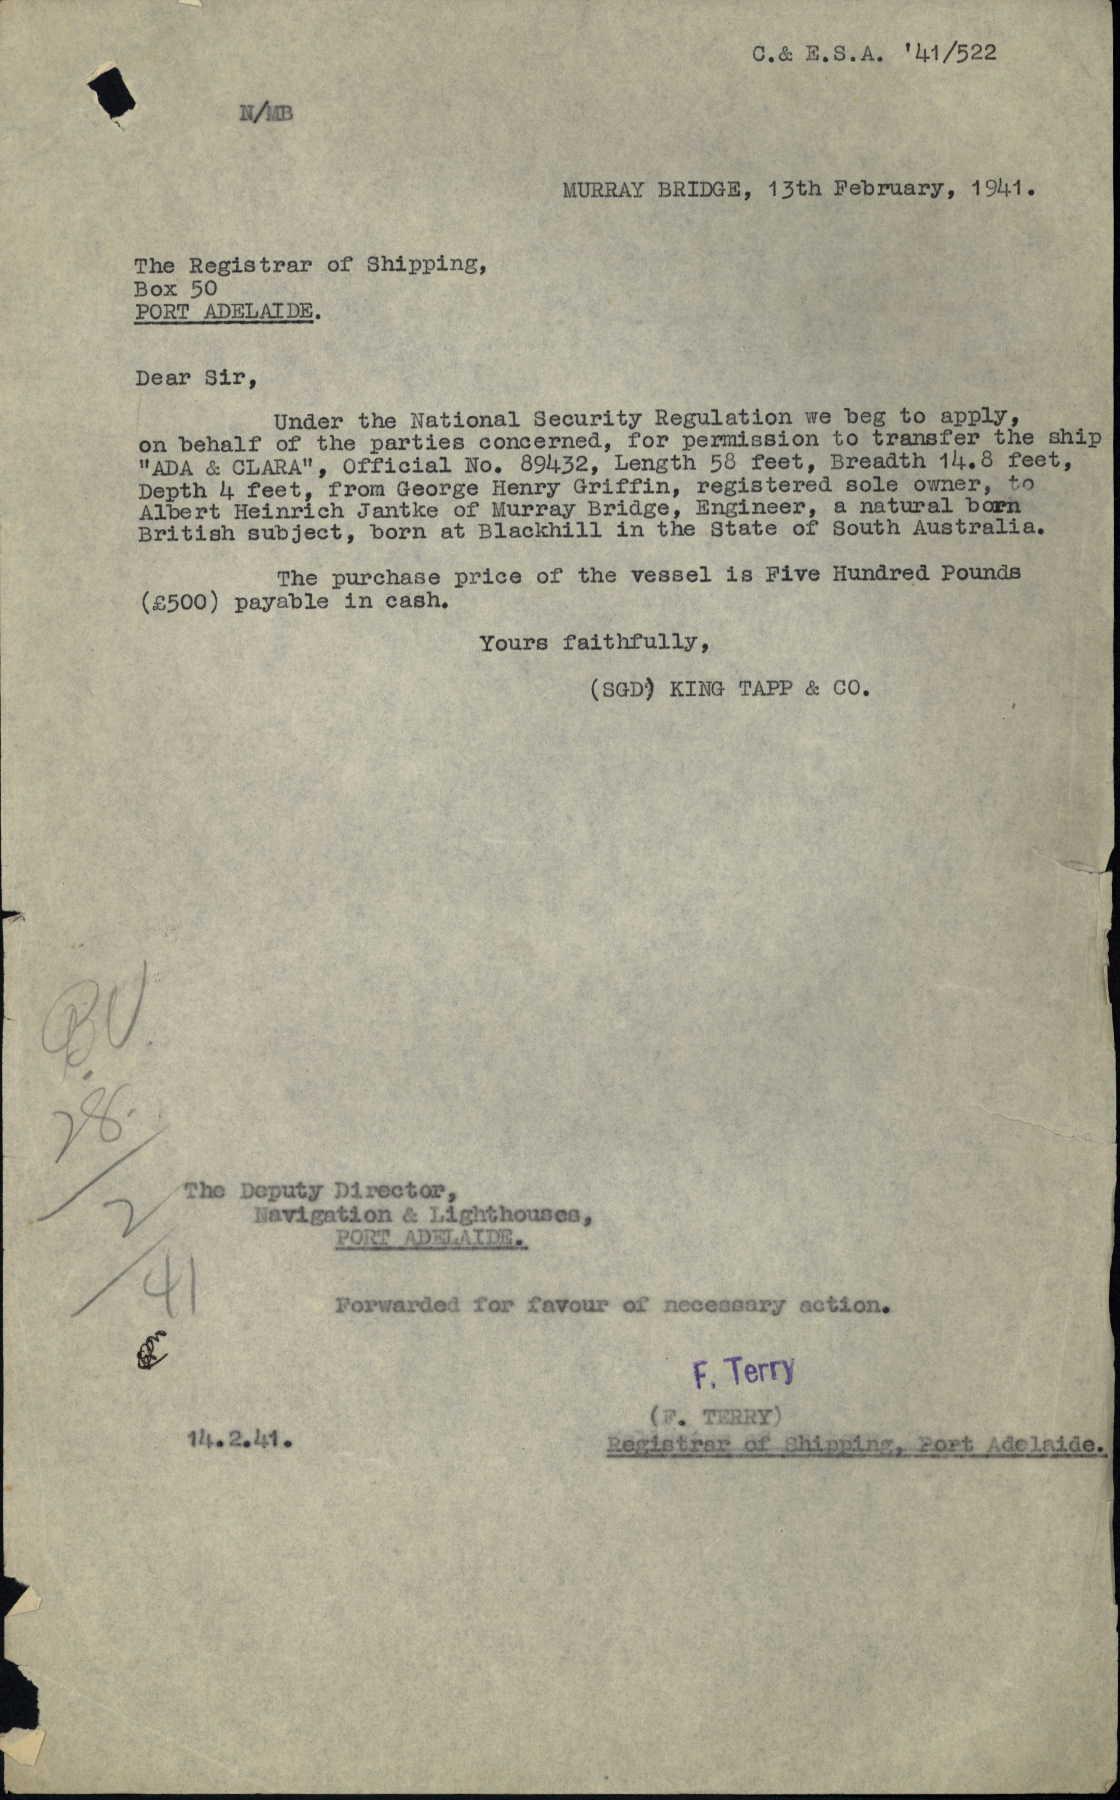 C.& E.S.A. '41/522
N/MB
MURRAY BRIDGE, 13th February, 1941.
The Registrar of Shipping,
Box 50
PORT ADELAIDE.
Dear Sir,
Under the National Security Regulation we beg to apply,
on behalf of the parties concerned, for permission to transfer the ship
"ADA & CLARA", Official No. 89432, Length 58 feet, Breadth 14.8 feet,
Depth 4 feet, from George Henry Griffin, registered sole owner, to
Albert Heinrich Jantke of Murray Bridge, Engineer, a natural born
British subject, born at Blackhill in the State of South Australia.
The purchase price of the vessel is Five Hundred Pounds
(£500) payable in cash.
Yours faithfully,
(SGD) KING TAPP & CO.
B.U.
28
/2
/41
The Deputy Director,
Navigation & Lighthouses,
PORT ADELAIDE.
Forwarded for favour of necessary action.
F. Terry
(F. TERRY)
14.2.41.
Registrar of Shipping, Port Adelaide.